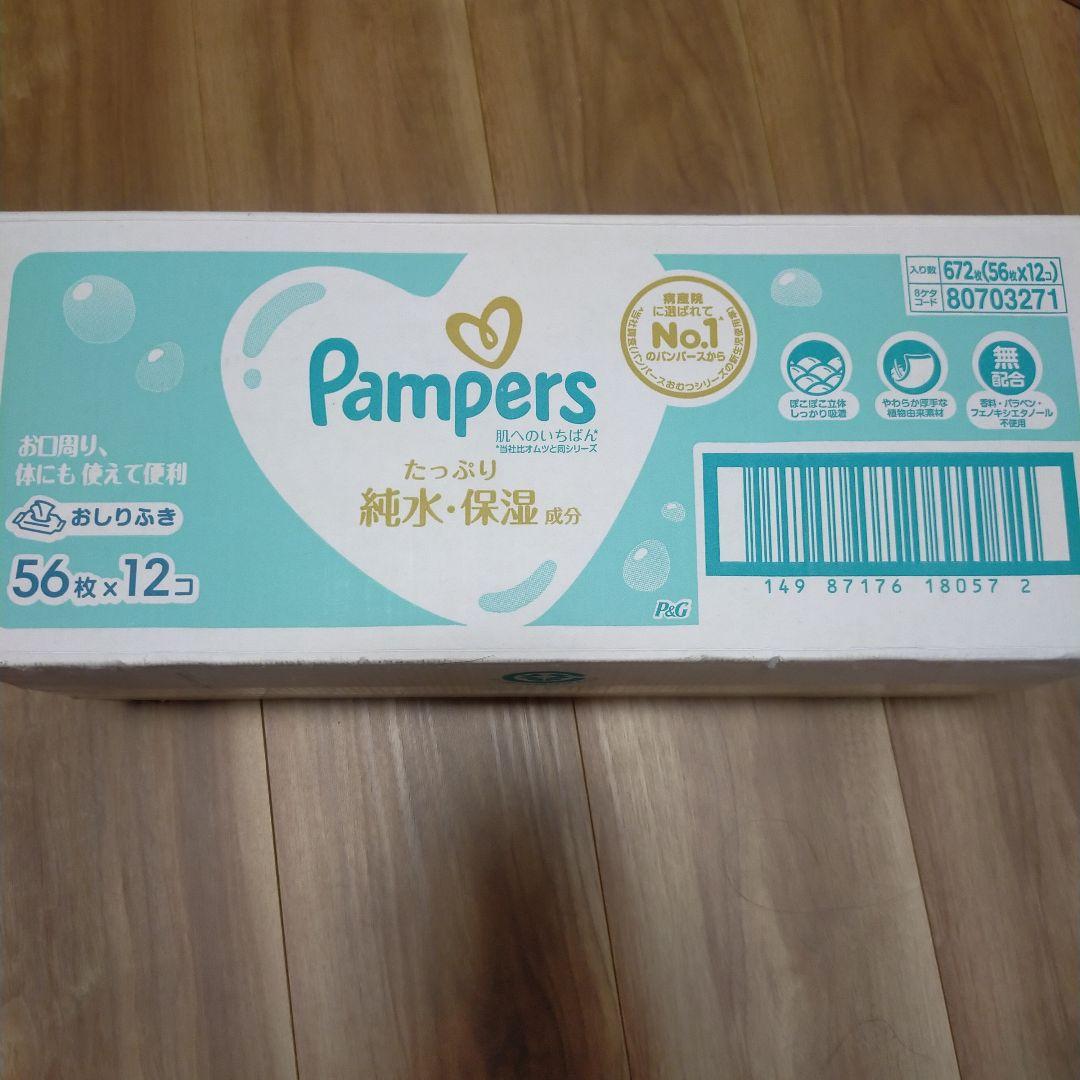 Pampers
肌へのいちばん*
*当社比オムツと同シリーズ
たっぷり
純水・保湿 成分
お口周り、
体にも 使えて便利
おしりふき
56枚x12コ
病産院
に選ばれて
No.1
のパンパースから
P&G
入り数 672枚(56枚x12コ)
8ケタ
コード 80703271
ぽこぽこ立体
しっかり吸着
やわらか厚手な
植物由来素材
無
配合
香料・パラベン・
フェノキシエタノール
不使用
149 87176 18057 2